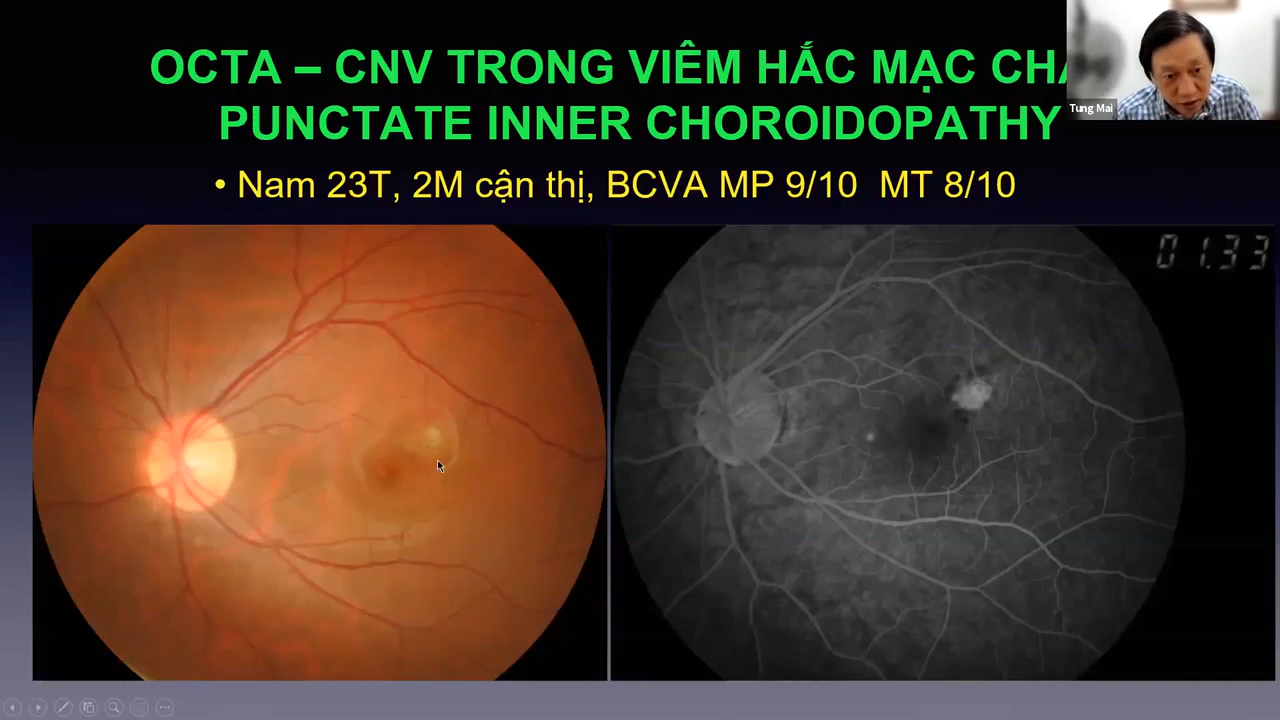 OCTA – CNV TRONG VIÊM HẮC MẠC
PUNCTATE INNER CHOROIDOPATHY
• Nam 23T, 2M cận thị, BCVA MP 9/10 MT 8/10
Tung Mai
01.33